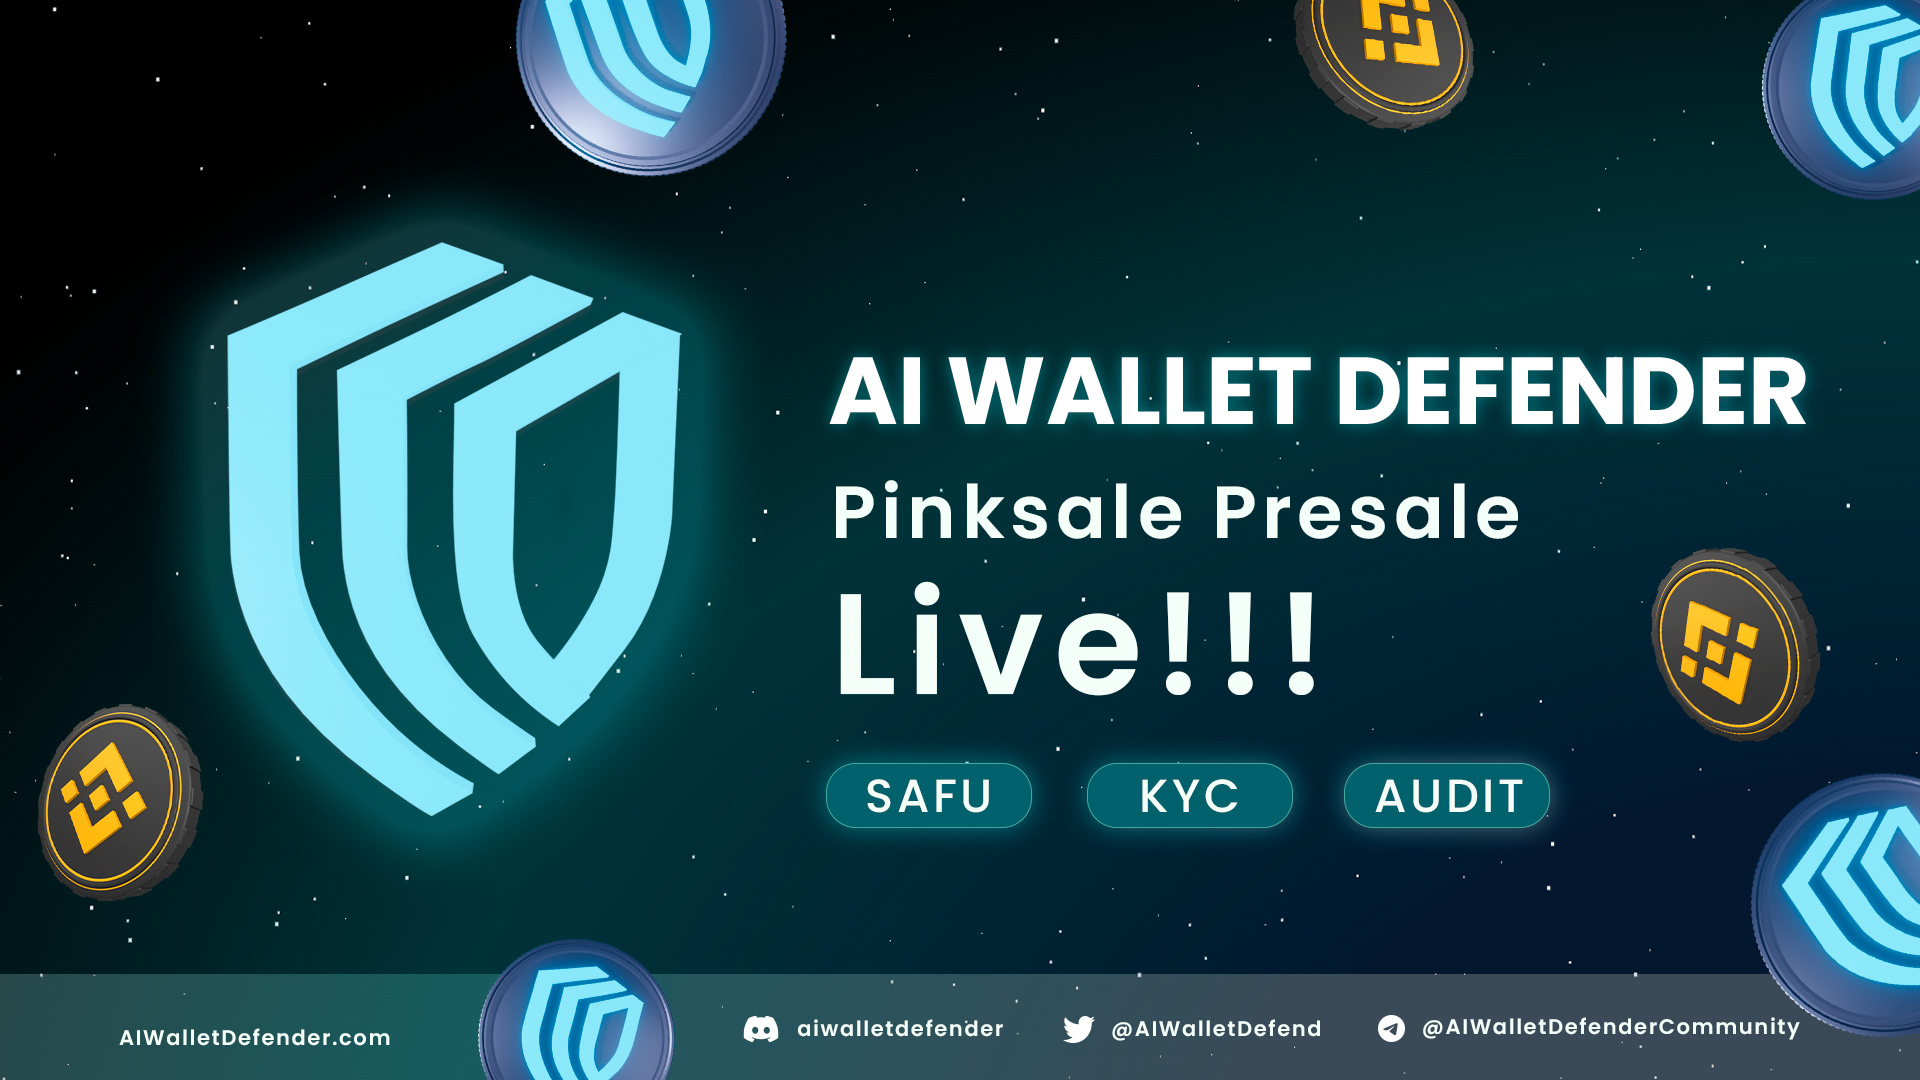 AI WALLET DEFENDER
Pinksale Presale
Live!!!
SAFU KYC AUDIT
AIWalletDefender.com aiwalletdefender @AIWalletDefend @AIWalletDefenderCommunity